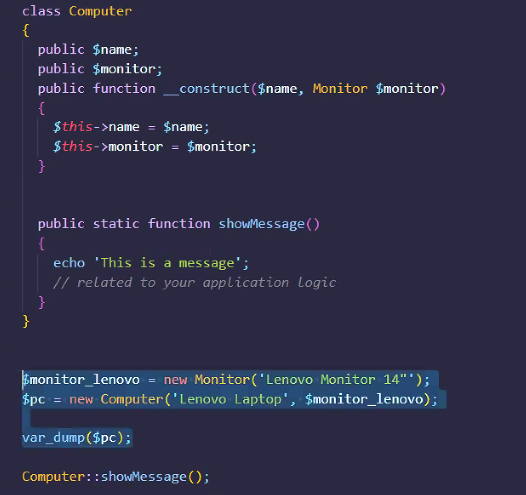 class Computer
{
  public $name;
  public $monitor;
  public function __construct($name, Monitor $monitor)
  {
    $this->name = $name;
    $this->monitor = $monitor;
  }
  public static function showMessage()
  {
    echo 'This is a message';
    // related to your application logic
  }
}
$monitor_lenovo = new Monitor('Lenovo Monitor 14"');
$pc = new Computer('Lenovo Laptop', $monitor_lenovo);
var_dump($pc);
Computer::showMessage();